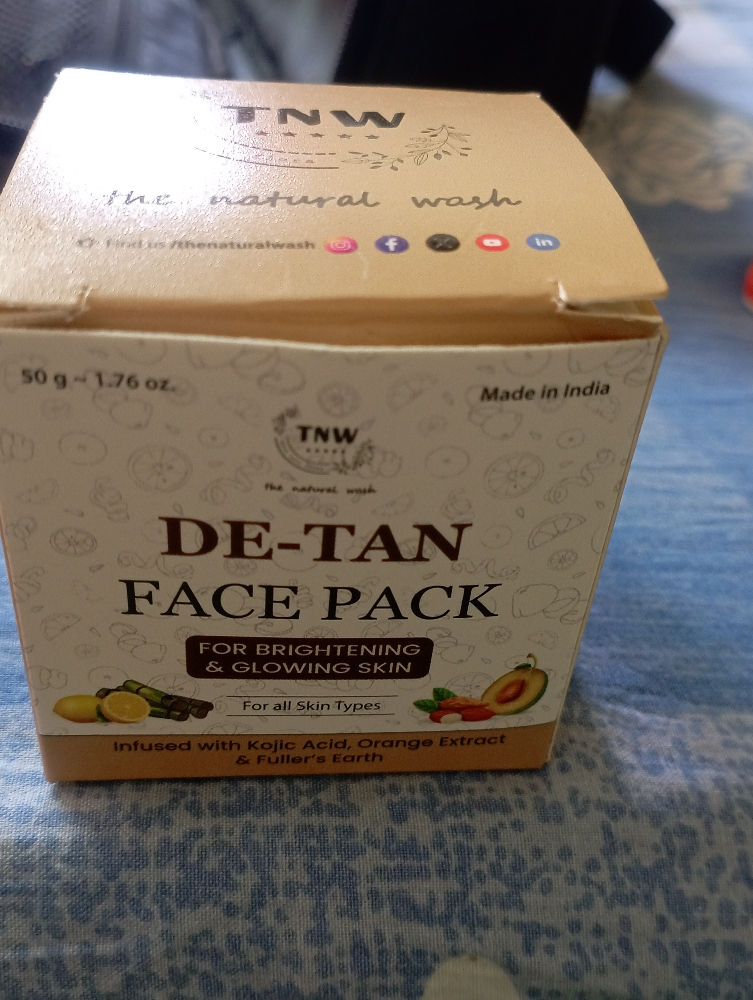 TNW
the natural wash
Find us /thenaturalwash
50 g ~ 1.76 oz.
Made in India
TNW
the natural wash
DE-TAN
FACE PACK
FOR BRIGHTENING
& GLOWING SKIN
For all Skin Types
Infused with Kojic Acid, Orange Extract
& Fuller's Earth